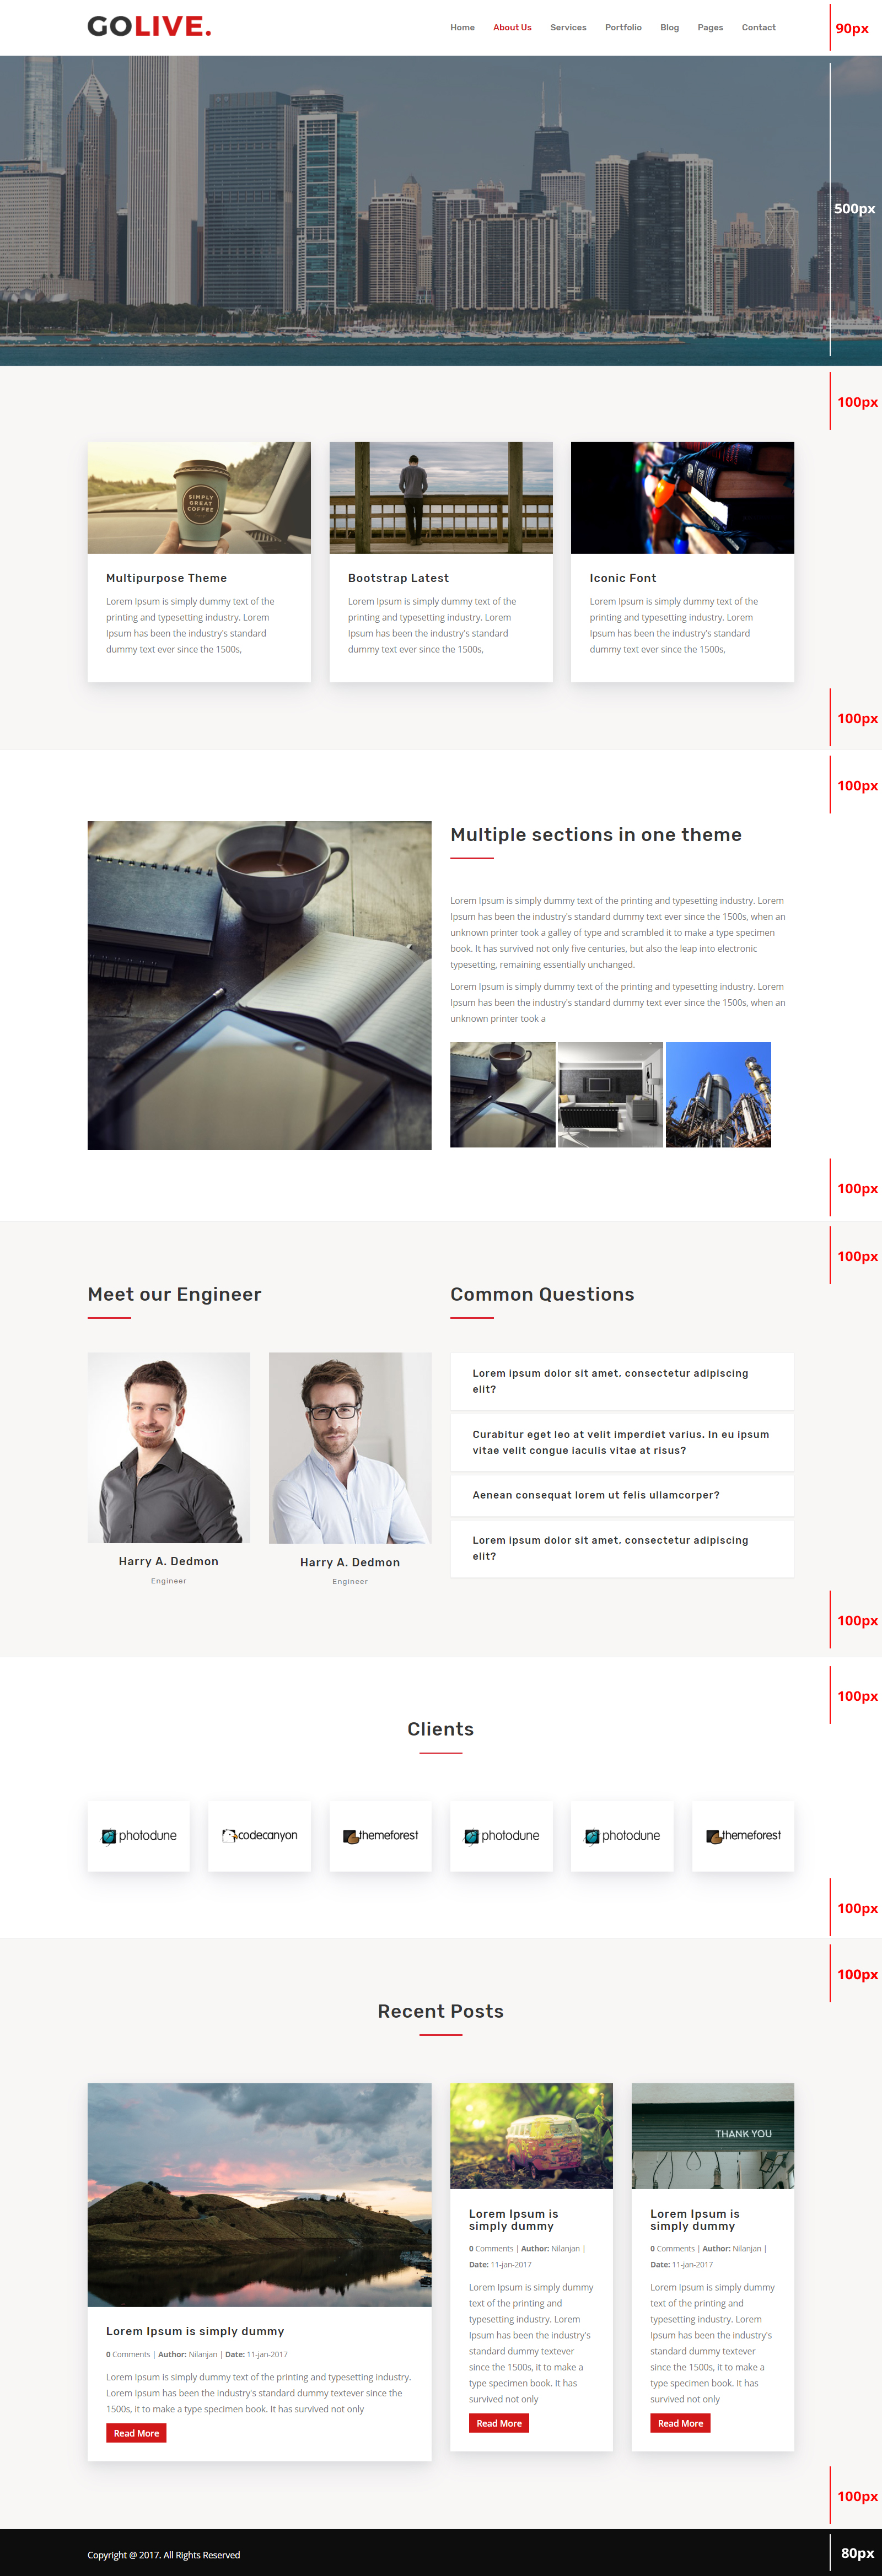 GOLIVE.
Home About Us Services Portfolio Blog Pages Contact
90px
500px
100px
SIMPLY
GREAT
COFFEE
Multipurpose Theme
Lorem Ipsum is simply dummy text of the
printing and typesetting industry. Lorem
Ipsum has been the industry's standard
dummy text ever since the 1500s,
Bootstrap Latest
Lorem Ipsum is simply dummy text of the
printing and typesetting industry. Lorem
Ipsum has been the industry's standard
dummy text ever since the 1500s,
Iconic Font
Lorem Ipsum is simply dummy text of the
printing and typesetting industry. Lorem
Ipsum has been the industry's standard
dummy text ever since the 1500s,
100px
100px
Multiple sections in one theme
Lorem Ipsum is simply dummy text of the printing and typesetting industry. Lorem
Ipsum has been the industry's standard dummy text ever since the 1500s, when an
unknown printer took a galley of type and scrambled it to make a type specimen
book. It has survived not only five centuries, but also the leap into electronic
typesetting, remaining essentially unchanged.
Lorem Ipsum is simply dummy text of the printing and typesetting industry. Lorem
Ipsum has been the industry's standard dummy text ever since the 1500s, when an
unknown printer took a
100px
100px
Meet our Engineer
Harry A. Dedmon
Engineer
Harry A. Dedmon
Engineer
Common Questions
Lorem ipsum dolor sit amet, consectetur adipiscing
elit?
Curabitur eget leo at velit imperdiet varius. In eu ipsum
vitae velit congue iaculis vitae at risus?
Aenean consequat lorem ut felis ullamcorper?
Lorem ipsum dolor sit amet, consectetur adipiscing
elit?
100px
100px
Clients
photodune
codecanyon
themeforest
photodune
photodune
themeforest
100px
100px
Recent Posts
Lorem Ipsum is simply dummy
0 Comments | Author: Nilanjan | Date: 11-jan-2017
Lorem Ipsum is simply dummy text of the printing and typesetting industry.
Lorem Ipsum has been the industry's standard dummy textever since the
1500s, it to make a type specimen book. It has survived not only
Read More
Lorem Ipsum is
simply dummy
0 Comments | Author: Nilanjan |
Date: 11-jan-2017
Lorem Ipsum is simply dummy
text of the printing and
typesetting industry. Lorem
Ipsum has been the industry's
standard dummy textever
since the 1500s, it to make a
type specimen book. It has
survived not only
Read More
THANK YOU
Lorem Ipsum is
simply dummy
0 Comments | Author: Nilanjan |
Date: 11-jan-2017
Lorem Ipsum is simply dummy
text of the printing and
typesetting industry. Lorem
Ipsum has been the industry's
standard dummy textever
since the 1500s, it to make a
type specimen book. It has
survived not only
Read More
100px
Copyright @ 2017. All Rights Reserved
80px